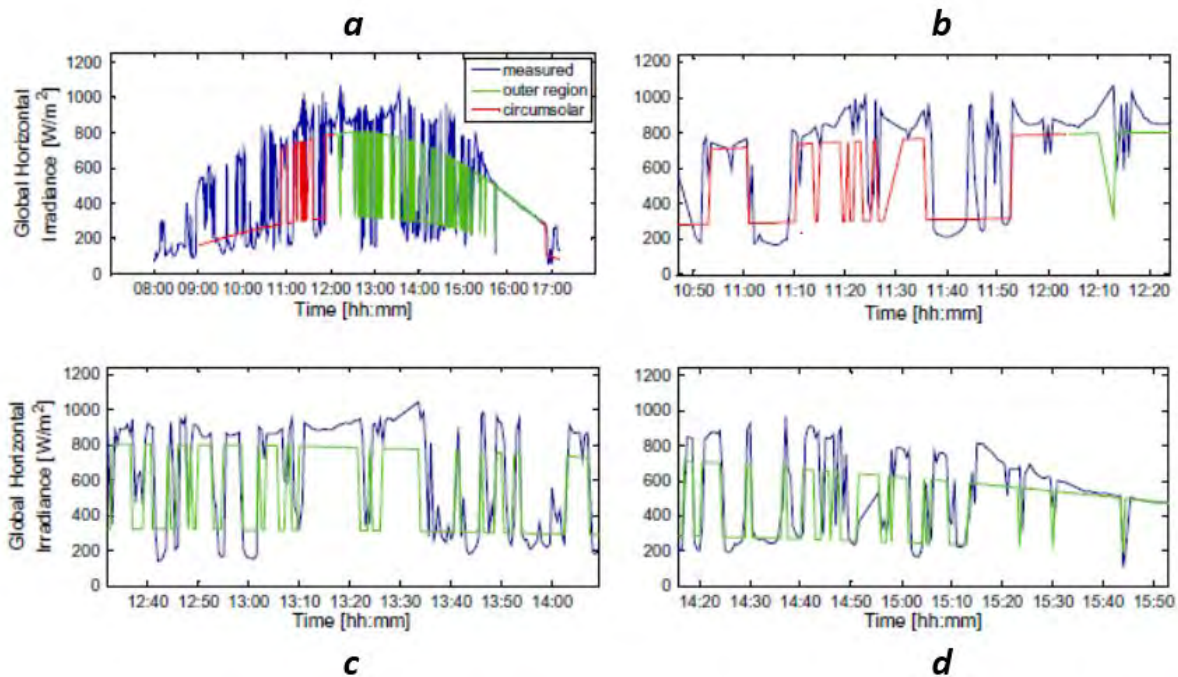 a
b
Global Horizontal
Irradiance [W/m²]
1200
1000
800
600
400
200
0
measured
outer region
circumsolar
08:00 09:00 10:00 11:00 12:00 13:00 14:00 15:00 16:00 17:00
Time [hh:mm]
1200
1000
800
600
400
200
0
10:50 11:00 11:10 11:20 11:30 11:40 11:50 12:00 12:10 12:20
Time [hh:mm]
Global Horizontal
Irradiance [W/m²]
1200
1000
800
600
400
200
0
12:40 12:50 13:00 13:10 13:20 13:30 13:40 13:50 14:00
Time [hh:mm]
1200
1000
800
600
400
200
0
14:20 14:30 14:40 14:50 15:00 15:10 15:20 15:30 15:40 15:50
Time [hh:mm]
c
d